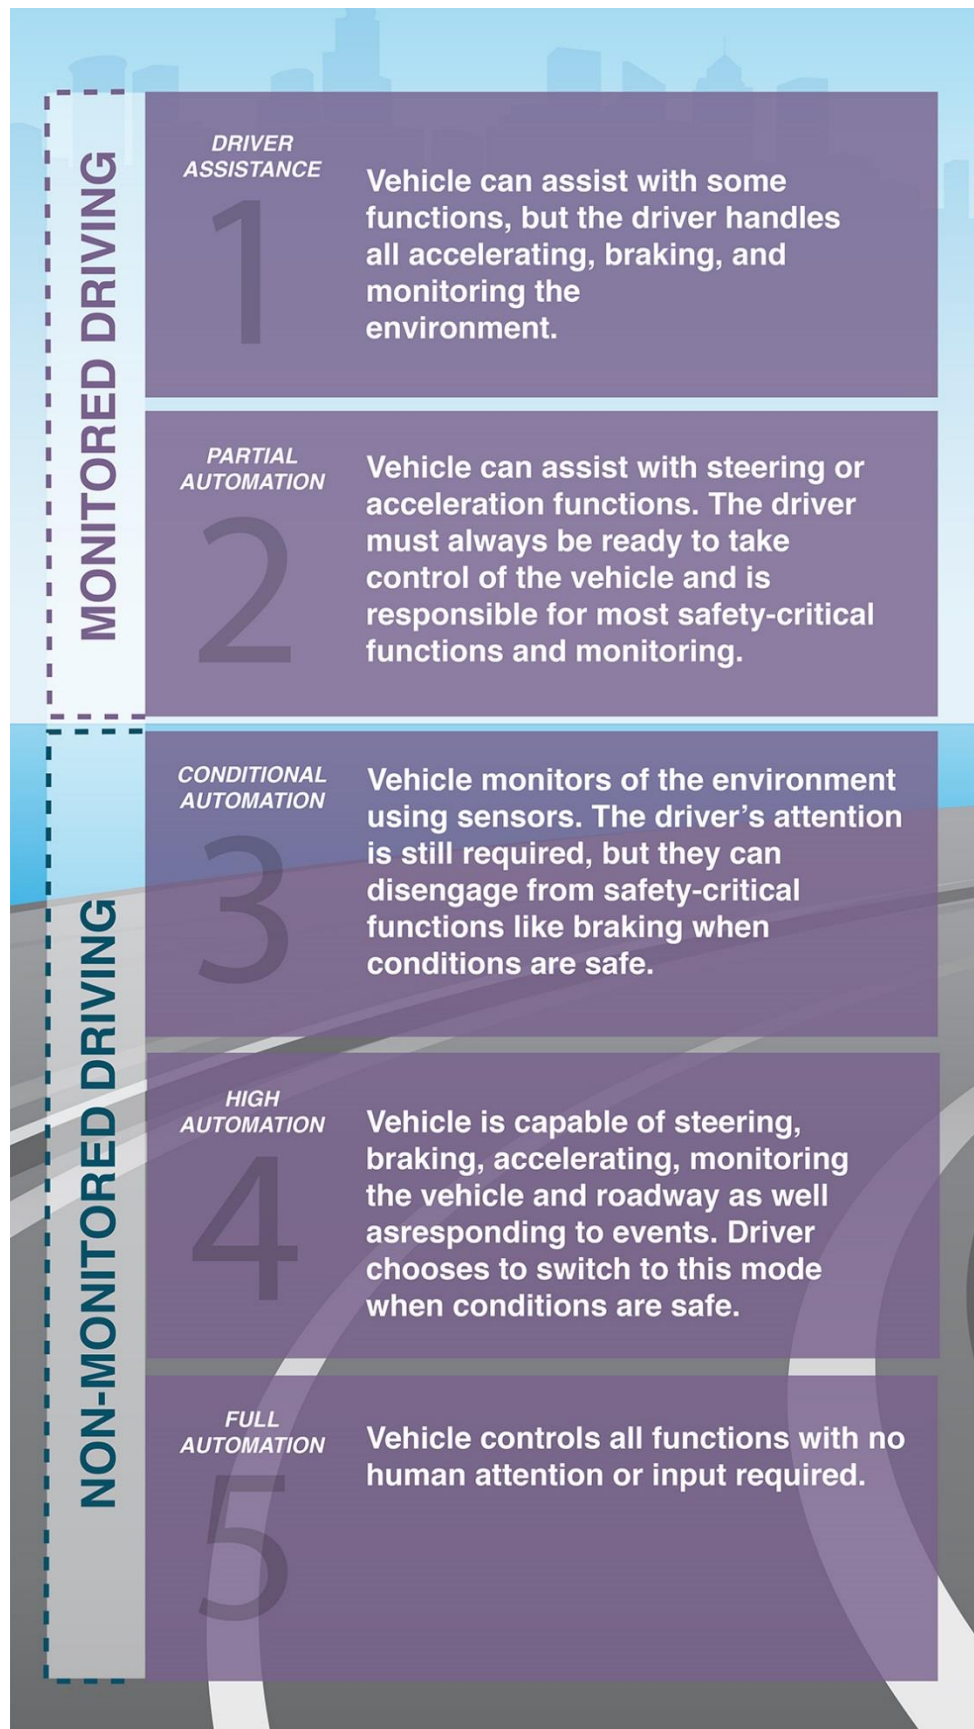 MONITORED DRIVING
DRIVER
ASSISTANCE
1
Vehicle can assist with some
functions, but the driver handles
all accelerating, braking, and
monitoring the
environment.
PARTIAL
AUTOMATION
2
Vehicle can assist with steering or
acceleration functions. The driver
must always be ready to take
control of the vehicle and is
responsible for most safety-critical
functions and monitoring.
NON-MONITORED DRIVING
CONDITIONAL
AUTOMATION
3
Vehicle monitors of the environment
using sensors. The driver’s attention
is still required, but they can
disengage from safety-critical
functions like braking when
conditions are safe.
HIGH
AUTOMATION
4
Vehicle is capable of steering,
braking, accelerating, monitoring
the vehicle and roadway as well
asresponding to events. Driver
chooses to switch to this mode
when conditions are safe.
FULL
AUTOMATION
5
Vehicle controls all functions with no
human attention or input required.